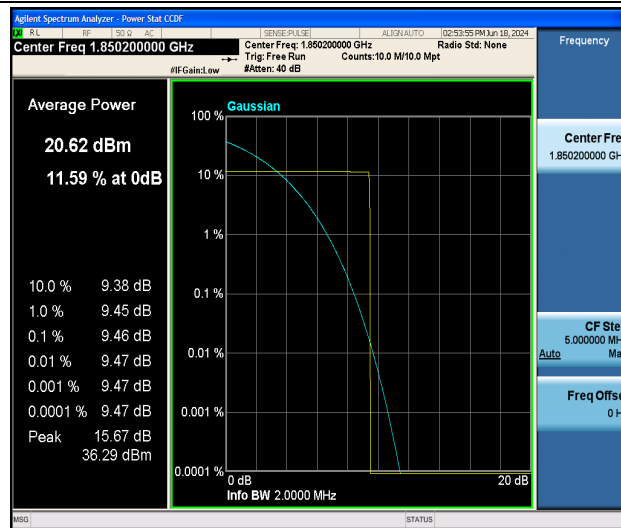 Agilent Spectrum Analyzer - Power Stat CCDF
RL RF 50 Ω AC SENSE:PULSE ALIGN AUTO 02:53:55 PM Jun 18, 2024
Center Freq 1.850200000 GHz
Center Freq: 1.850200000 GHz Radio Std: None
Trig: Free Run Counts:10.0 M/10.0 Mpt
#IFGain:Low #Atten: 40 dB
Frequency
Average Power
20.62 dBm
11.59 % at 0dB
10.0 % 9.38 dB
1.0 % 9.45 dB
0.1 % 9.46 dB
0.01 % 9.47 dB
0.001 % 9.47 dB
0.0001 % 9.47 dB
Peak 15.67 dB
36.29 dBm
Gaussian
100 %
10 %
1 %
0.1 %
0.01 %
0.001 %
0.0001 %
0 dB 20 dB
Info BW 2.0000 MHz
Center Fre
1.850200000 GH
CF Ste
5.000000 MH
Auto Ma
Freq Offse
0 H
MSG STATUS